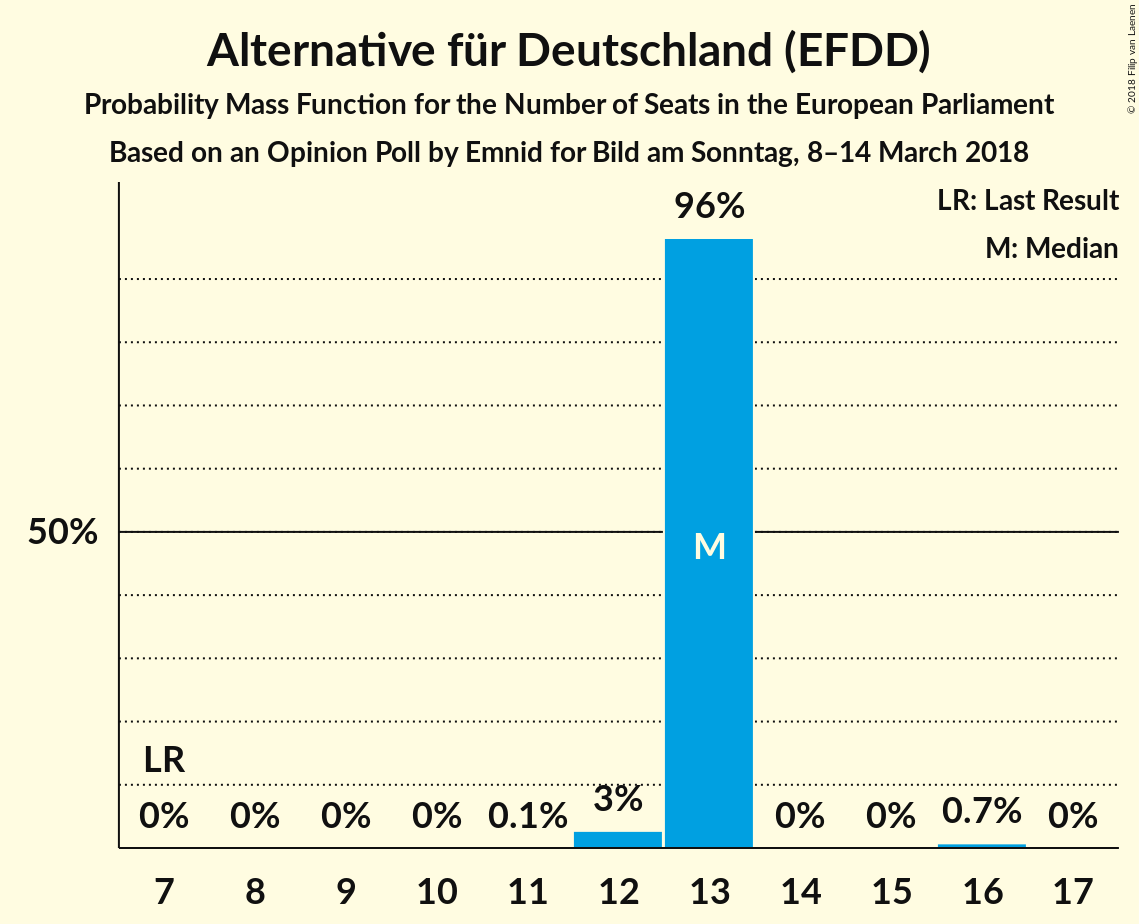 Alternative für Deutschland (EFDD)
Probability Mass Function for the Number of Seats in the European Parliament
Based on an Opinion Poll by Emnid for Bild am Sonntag, 8–14 March 2018
© 2018 Filip van Laenen
LR: Last Result
M: Median
96%
50%
M
LR
0% 0% 0% 0% 0.1% 3% 0% 0% 0.7% 0%
7 8 9 10 11 12 13 14 15 16 17